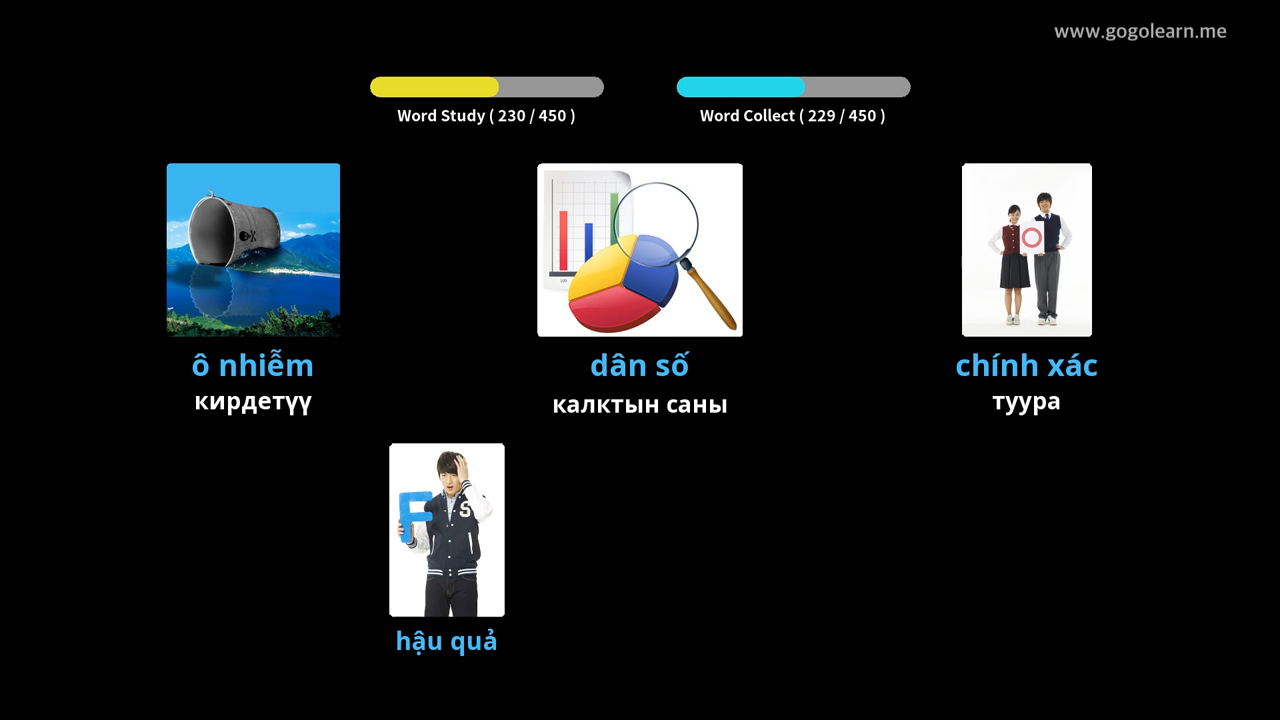 www.gogolearn.me
Word Study ( 230 / 450 )
Word Collect ( 229 / 450 )
100
ô nhiễm
dân số
chính xác
кирдетүү
калктын саны
туура
F
S
hậu quả